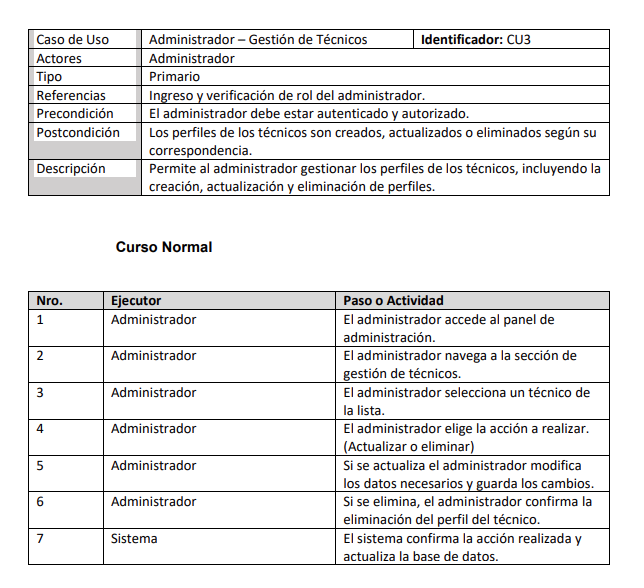 Caso de Uso Administrador – Gestión de Técnicos Identificador: CU3
Actores Administrador
Tipo Primario
Referencias Ingreso y verificación de rol del administrador.
Precondición El administrador debe estar autenticado y autorizado.
Postcondición Los perfiles de los técnicos son creados, actualizados o eliminados según su
correspondencia.
Descripción Permite al administrador gestionar los perfiles de los técnicos, incluyendo la
creación, actualización y eliminación de perfiles.
Curso Normal
Nro. Ejecutor Paso o Actividad
1 Administrador El administrador accede al panel de
administración.
2 Administrador El administrador navega a la sección de
gestión de técnicos.
3 Administrador El administrador selecciona un técnico de
la lista.
4 Administrador El administrador elige la acción a realizar.
(Actualizar o eliminar)
5 Administrador Si se actualiza el administrador modifica
los datos necesarios y guarda los cambios.
6 Administrador Si se elimina, el administrador confirma la
eliminación del perfil del técnico.
7 Sistema El sistema confirma la acción realizada y
actualiza la base de datos.